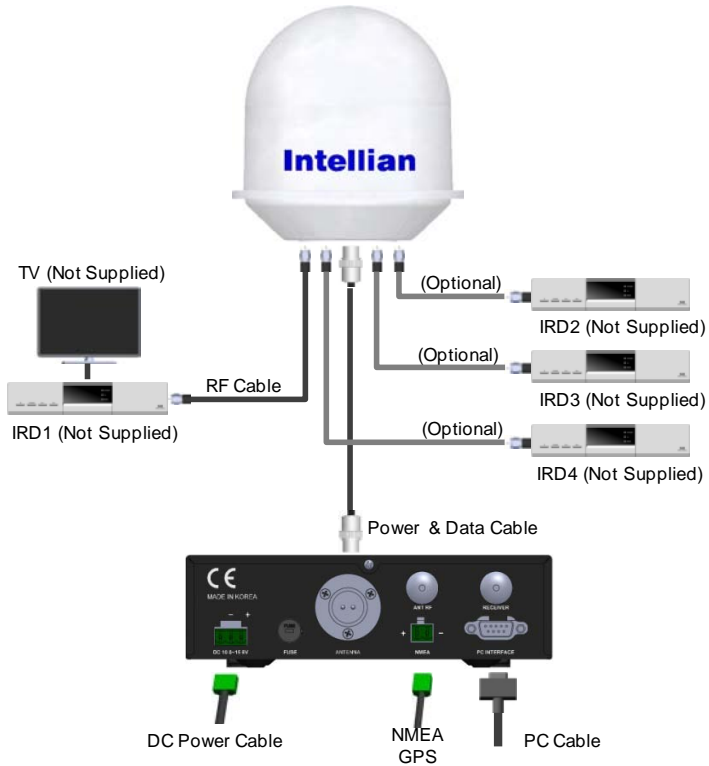 Intellian
TV (Not Supplied)
(Optional)
IRD2 (Not Supplied)
RF Cable
(Optional)
IRD3 (Not Supplied)
IRD1 (Not Supplied)
(Optional)
IRD4 (Not Supplied)
Power & Data Cable
CE
MADE IN KOREA
ANT RF
RECEIVER
- +
+ -
FUSE
ANTENNA
NMEA
PC INTERFACE
DC Power Cable
NMEA
GPS
PC Cable